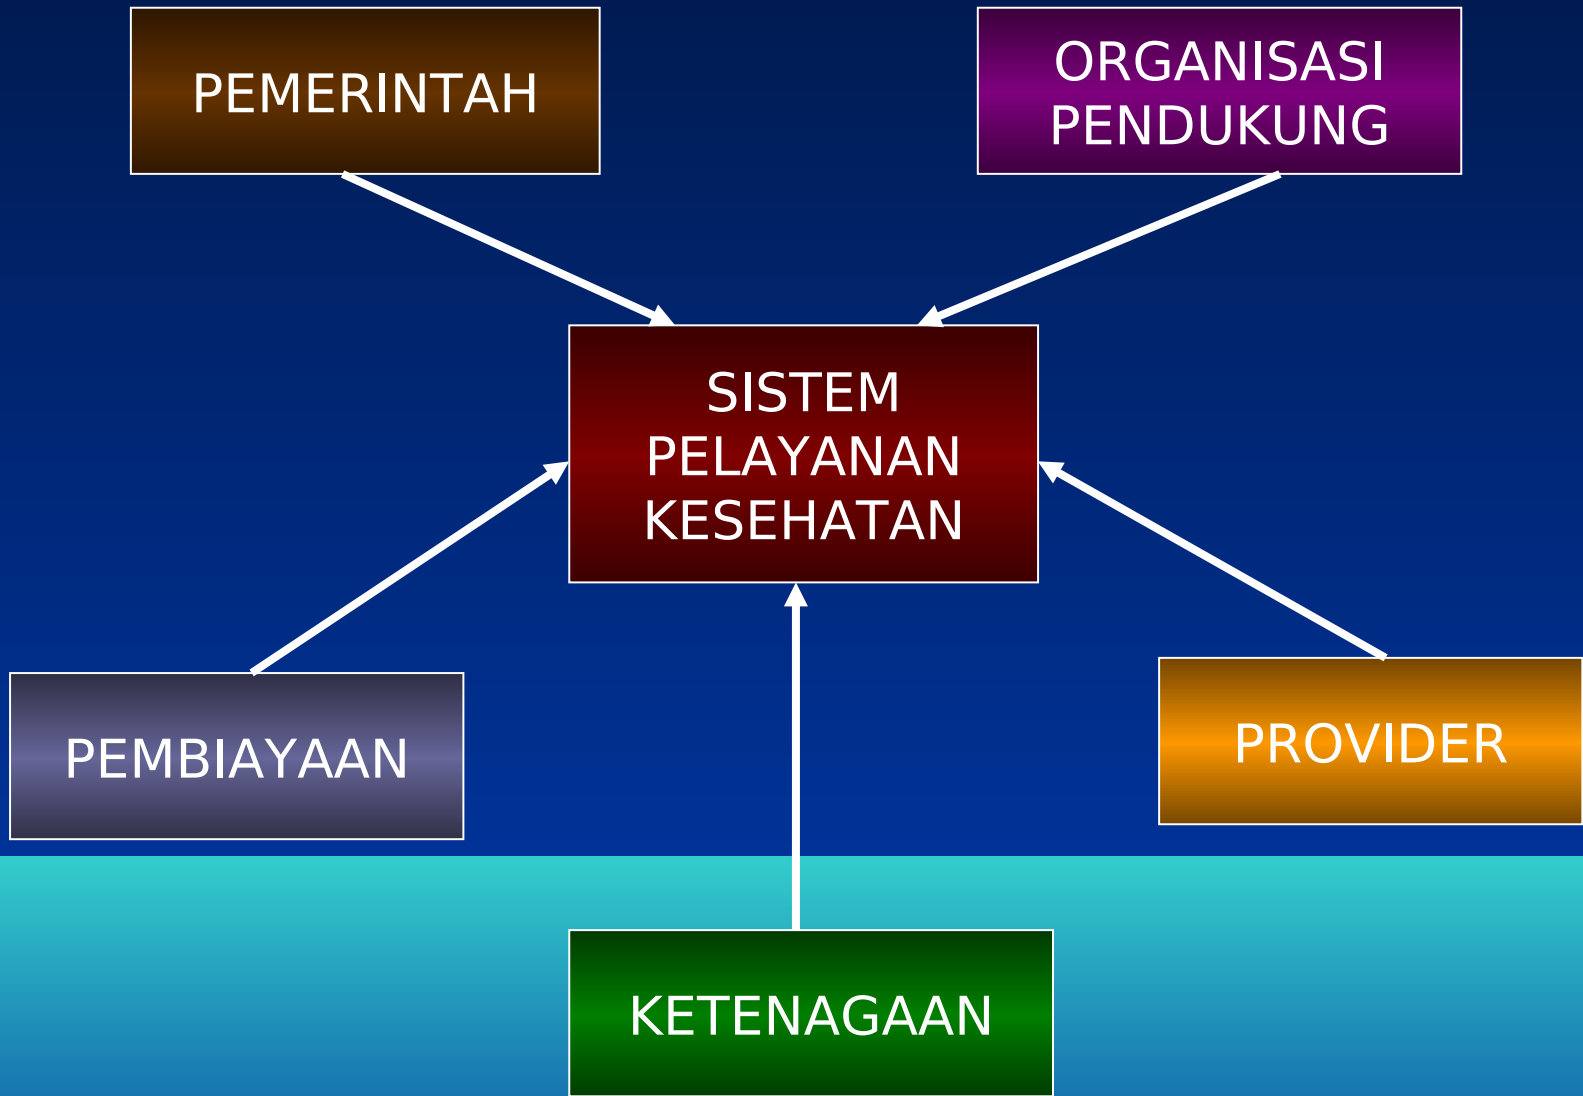 PEMERINTAH
ORGANISASI
PENDUKUNG
SISTEM
PELAYANAN
KESEHATAN
PEMBIAYAAN
PROVIDER
KETENAGAAN